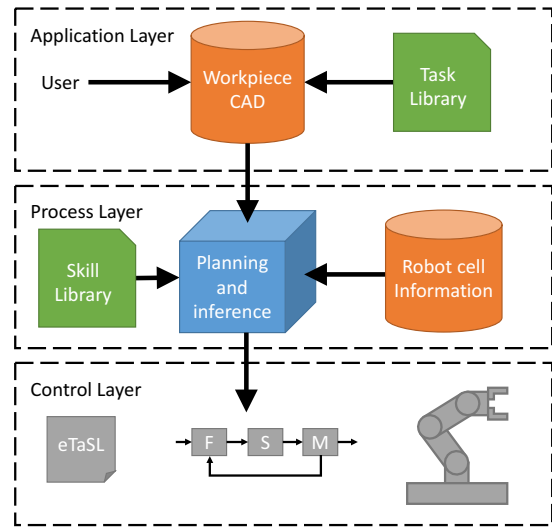 Application Layer
User
Workpiece
CAD
Task
Library
Process Layer
Skill
Library
Planning
and
inference
Robot cell
Information
Control Layer
eTaSL
F
S
M